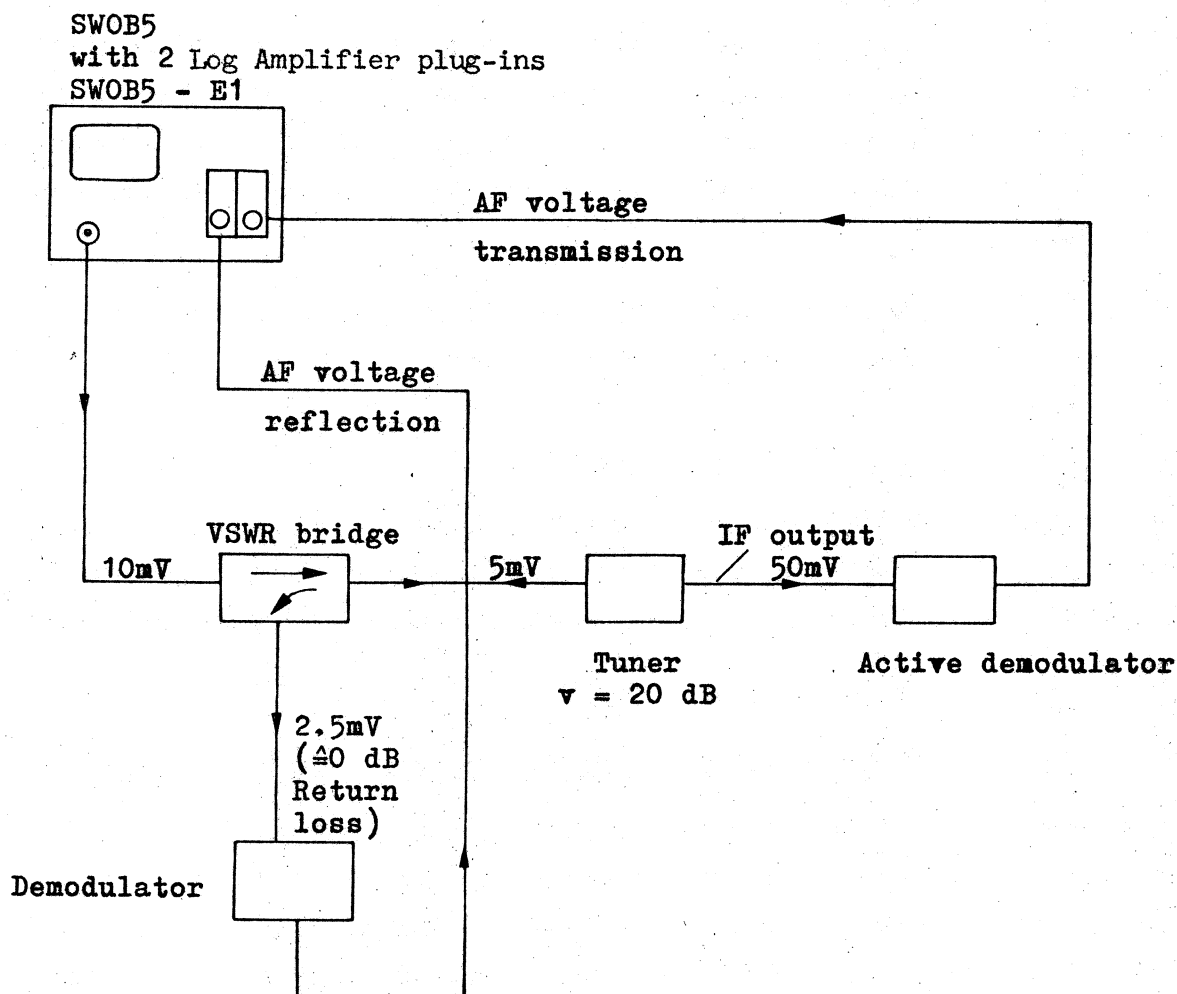 SWOB5
with 2 Log Amplifier plug-ins
SWOB5 - E1
AF voltage
transmission
AF voltage
reflection
VSWR bridge
10mV
5mV
IF output
50mV
Tuner
v = 20 dB
Active demodulator
2.5mV
(≙0 dB
Return
loss)
Demodulator